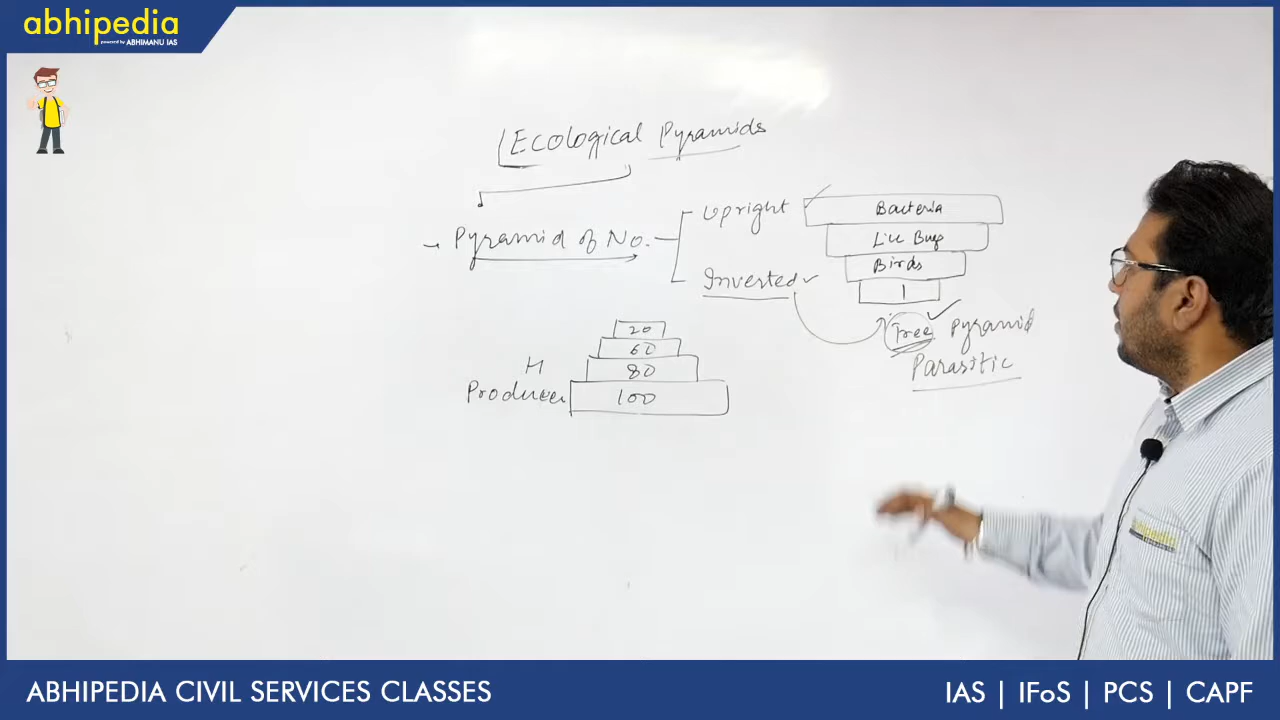 abhipedia
powered by ABHIMANU IAS
Ecological Pyramids
Pyramid of No.
Upright
Inverted
Bacteria
Lice Bugs
Birds
1
Tree Pyramid
Parasitic
20
60
H 80
Producer 100
ABHIPEDIA CIVIL SERVICES CLASSES
IAS | IFoS | PCS | CAPF